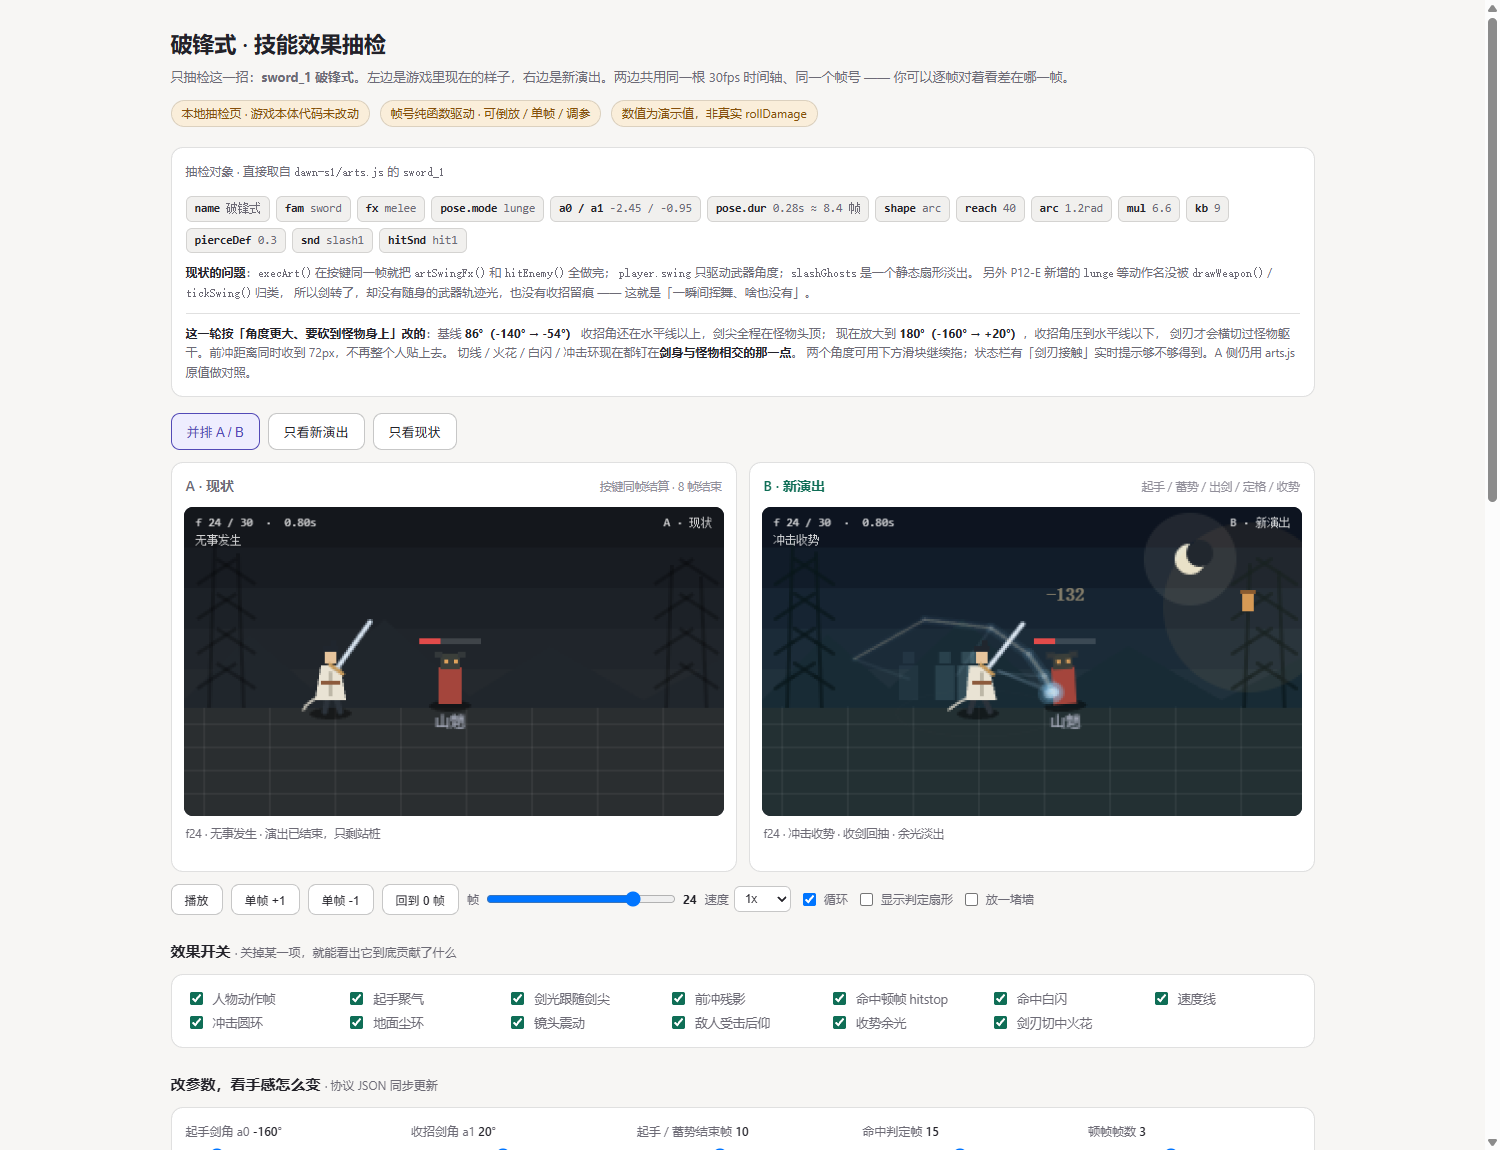 破锋式 · 技能效果抽检
只抽检这一招：sword_1 破锋式。左边是游戏里现在的样子，右边是新演出。两边共用同一根 30fps 时间轴、同一个帧号 —— 你可以逐帧对着看差在哪一帧。
本地抽检页 · 游戏本体代码未改动
帧号纯函数驱动 · 可倒放 / 单帧 / 调参
数值为演示值，非真实 rollDamage
抽检对象 · 直接取自 dawn-s1/arts.js 的 sword_1
name 破锋式
fam sword
fx melee
pose.mode lunge
a0 / a1 -2.45 / -0.95
pose.dur 0.28s ≈ 8.4 帧
shape arc
reach 40
arc 1.2rad
mul 6.6
kb 9
pierceDef 0.3
snd slash1
hitSnd hit1
现状的问题：execArt() 在按键同一帧就把 artSwingFx() 和 hitEnemy() 全做完； player.swing 只驱动武器角度；slashGhosts 是一个静态扇形淡出。 另外 P12-E 新增的 lunge 等动作名没被 drawWeapon() /
tickSwing() 归类， 所以剑转了，却没有随身的武器轨迹光，也没有收招留痕 —— 这就是「一瞬间挥舞、啥也没有」。
这一轮按「角度更大、要砍到怪物身上」改的：基线 86°（-140° → -54°） 收招角还在水平线以上，剑尖全程在怪物头顶； 现在放大到 180°（-160° → +20°），收招角压到水平线以下， 剑刃才会横切过怪物躯
干。前冲距离同时收到 72px，不再整个人贴上去。 切线 / 火花 / 白闪 / 冲击环现在都钉在剑身与怪物相交的那一点。 两个角度可用下方滑块继续拖；状态栏有「剑刃接触」实时提示够不够得到。A 侧仍用 arts.js
原值做对照。
并排 A / B
只看新演出
只看现状
A · 现状
按键同帧结算 · 8 帧结束
f 24 / 30 · 0.80s
A · 现状
无事发生
山魈
f24 · 无事发生 · 演出已结束，只剩站桩
B · 新演出
起手 / 蓄势 / 出剑 / 定格 / 收势
f 24 / 30 · 0.80s
B · 新演出
冲击收势
−132
山魈
f24 · 冲击收势 · 收剑回抽 · 余光淡出
播放
单帧 +1
单帧 -1
回到 0 帧
帧
24
速度
1x
循环
显示判定扇形
放一堵墙
效果开关 · 关掉某一项，就能看出它到底贡献了什么
人物动作帧
起手聚气
剑光跟随剑尖
前冲残影
命中顿帧 hitstop
命中白闪
速度线
冲击圆环
地面尘环
镜头震动
敌人受击后仰
收势余光
剑刃切中火花
改参数，看手感怎么变 · 协议 JSON 同步更新
起手剑角 a0 -160°
收招剑角 a1 20°
起手 / 蓄势结束帧 10
命中判定帧 15
顿帧帧数 3